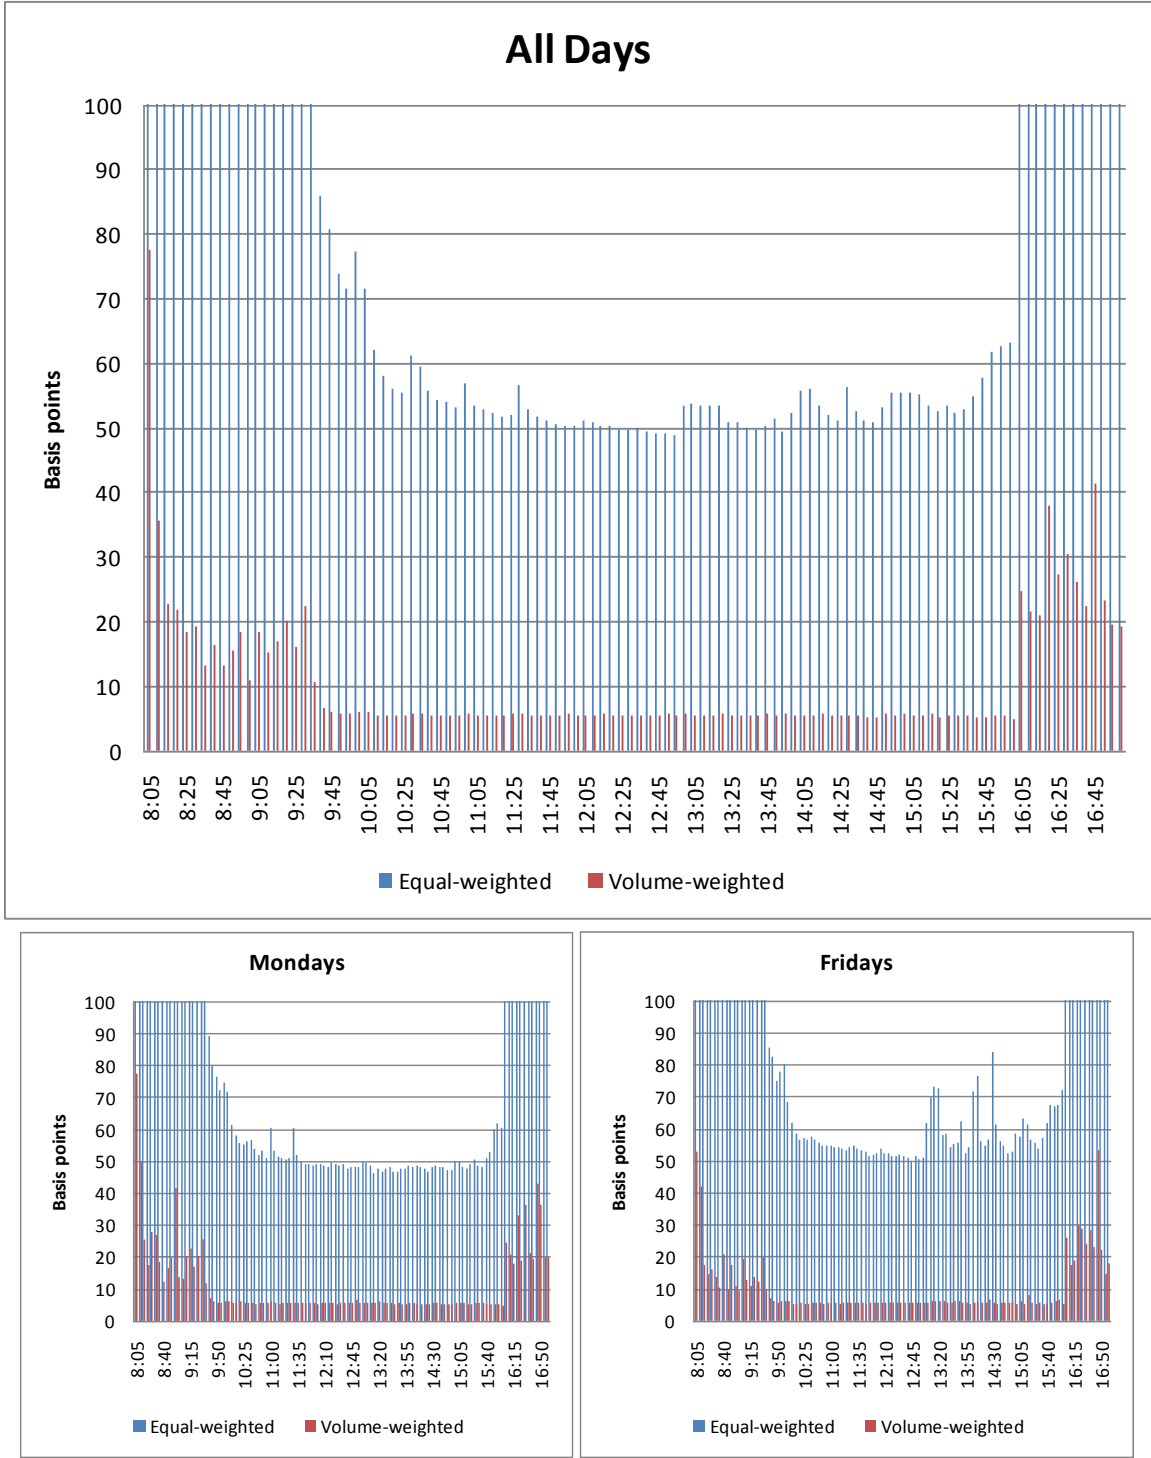 All Days
Basis points
100
90
80
70
60
50
40
30
20
10
0
8:05 8:25 8:45 9:05 9:25 9:45 10:05 10:25 10:45 11:05 11:25 11:45 12:05 12:25 12:45 13:05 13:25 13:45 14:05 14:25 14:45 15:05 15:25 15:45 16:05 16:25 16:45
Equal-weighted Volume-weighted
Mondays
Basis points
100
90
80
70
60
50
40
30
20
10
0
8:05 8:40 9:15 9:50 10:25 11:00 11:35 12:10 12:45 13:20 13:55 14:30 15:05 15:40 16:15 16:50
Equal-weighted Volume-weighted
Fridays
Basis points
100
90
80
70
60
50
40
30
20
10
0
8:05 8:40 9:15 9:50 10:25 11:00 11:35 12:10 12:45 13:20 13:55 14:30 15:05 15:40 16:15 16:50
Equal-weighted Volume-weighted